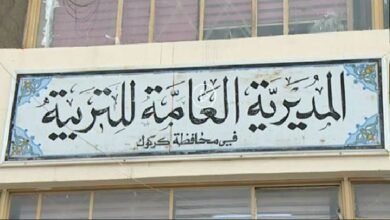 المديرية العامة للتربية
في محافظة كركوك